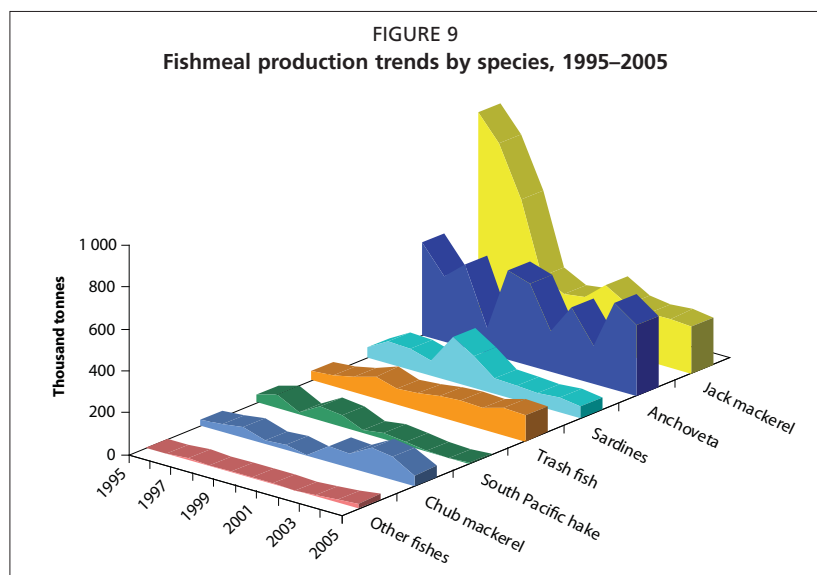 FIGURE 9
Fishmeal production trends by species, 1995–2005
Thousand tonnes
1 000
800
600
400
200
0
1995
1997
1999
2001
2003
2005
Other fishes
Chub mackerel
South Pacific hake
Trash fish
Sardines
Anchoveta
Jack mackerel